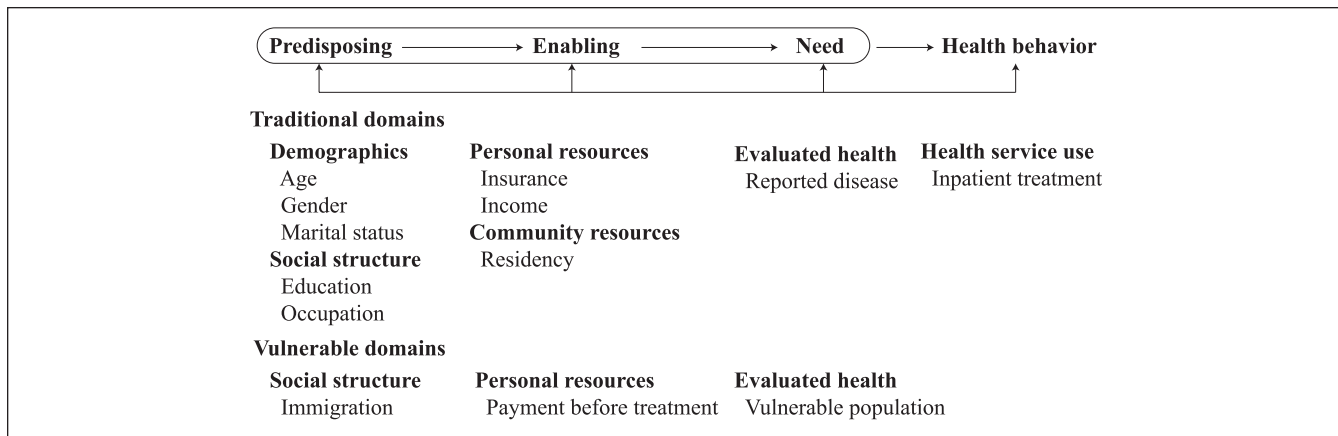 Predisposing Enabling Need Health behavior
Traditional domains
Demographics Personal resources Evaluated health Health service use
Age Insurance Reported disease Inpatient treatment
Gender Income
Marital status Community resources
Social structure Residency
Education
Occupation
Vulnerable domains
Social structure Personal resources Evaluated health
Immigration Payment before treatment Vulnerable population